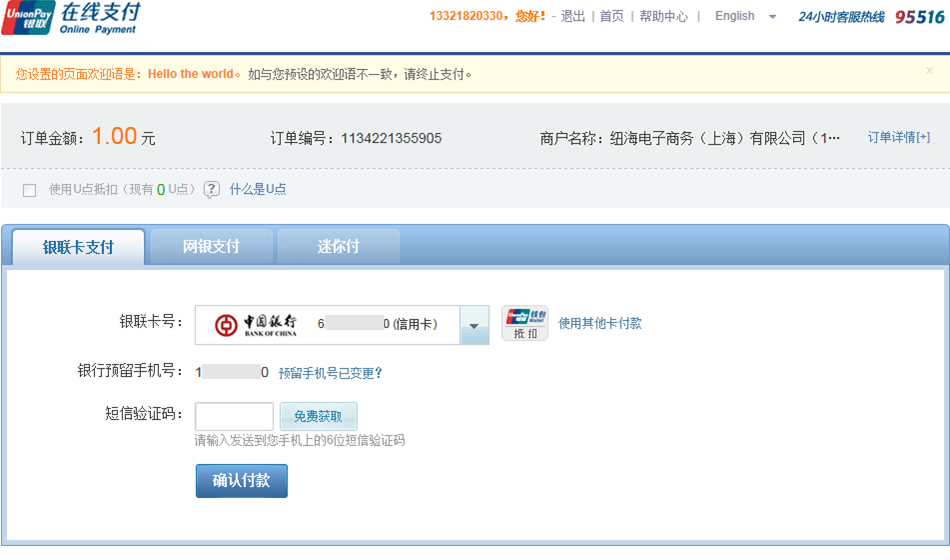 UnionPay 银联 在线支付 Online Payment
13321820330，您好! - 退出 | 首页 | 帮助中心 | English 24小时客服热线 95516
您设置的页面欢迎语是：Hello the world。如与您预设的欢迎语不一致，请终止支付。 ×
订单金额：1.00 元 订单编号：1134221355905 商户名称：纽海电子商务（上海）有限公司（1… 订单详情[+]
使用U点抵扣（现有 0 U点） ? 什么是U点
银联卡支付 网银支付 迷你付
银联卡号： 中国银行 BANK OF CHINA 6 0 (信用卡) 钱包 Wallet 抵扣 使用其他卡付款
银行预留手机号： 1 0 预留手机号已变更?
短信验证码： 免费获取
请输入发送到您手机上的6位短信验证码
确认付款